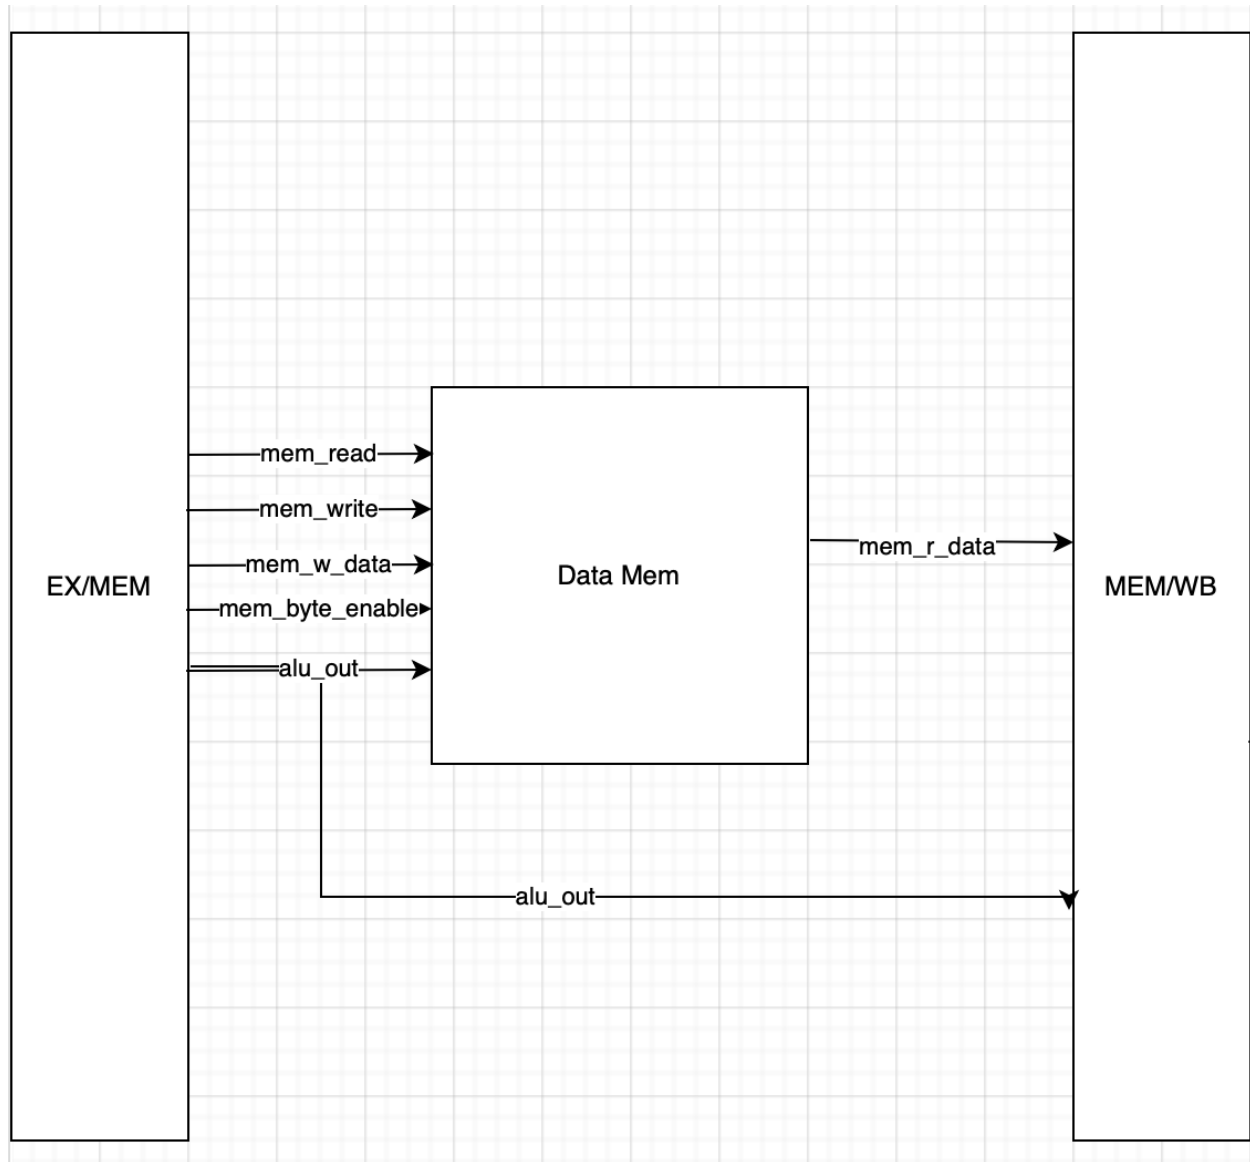 mem_read
mem_write
mem_w_data
mem_byte_enable
alu_out
EX/MEM
Data Mem
mem_r_data
MEM/WB
alu_out